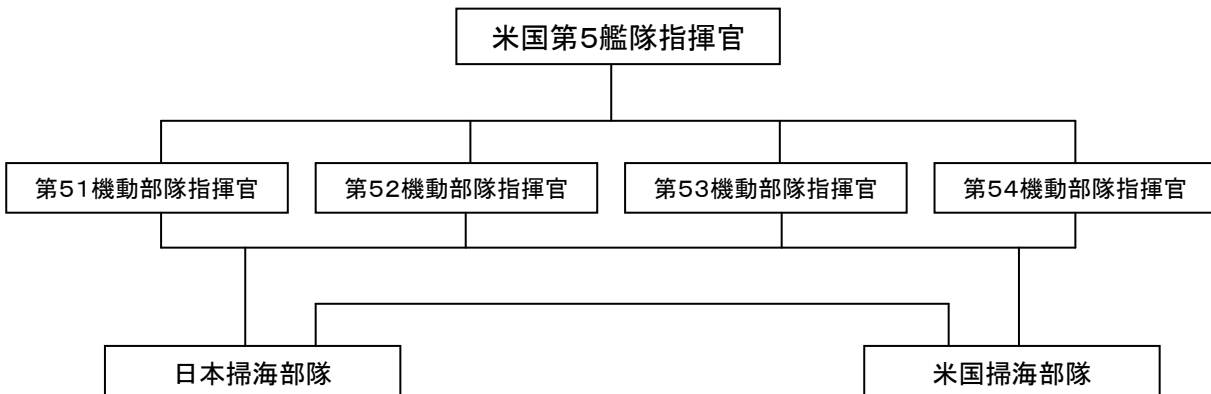 米国第５艦隊指揮官
第５１機動部隊指揮官
第５２機動部隊指揮官
第５３機動部隊指揮官
第５４機動部隊指揮官
日本掃海部隊
米国掃海部隊